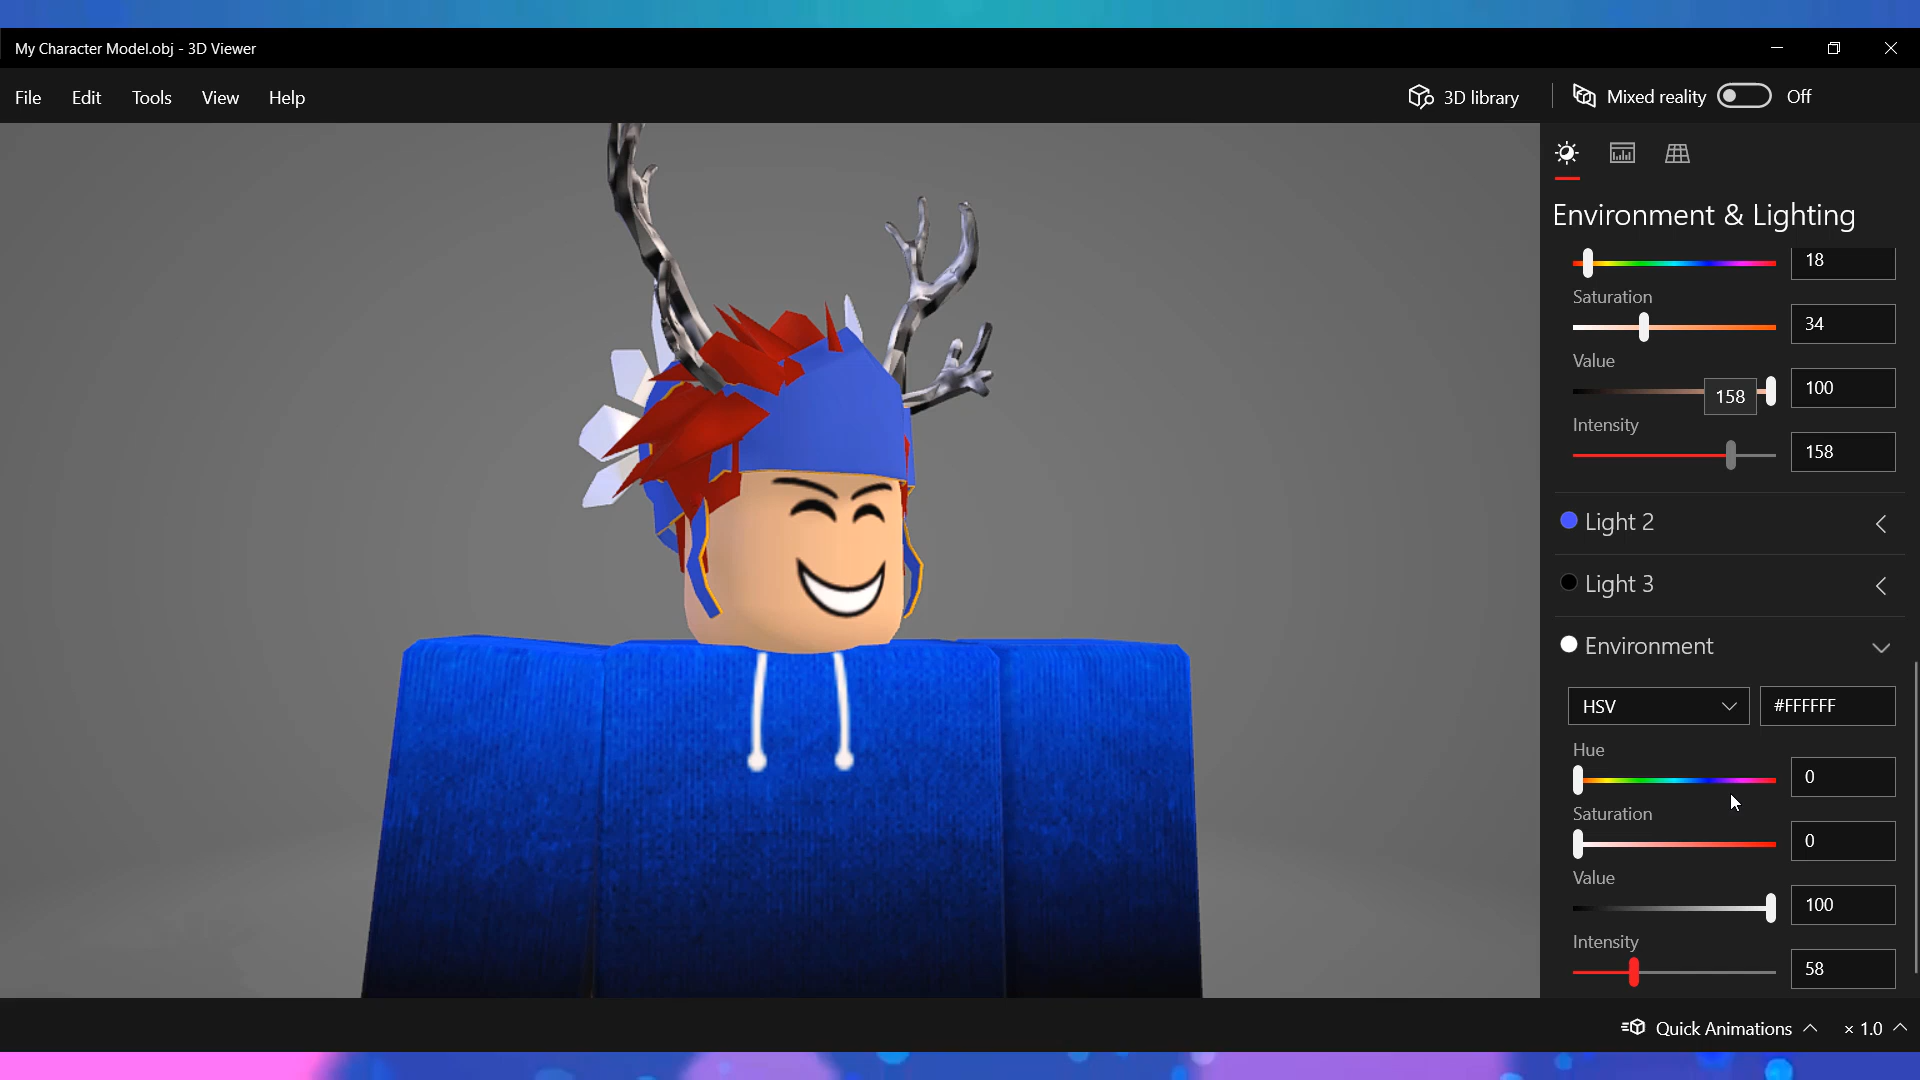 My Character Model.obj - 3D Viewer
File Edit Tools View Help
3D library
Mixed reality Off
Environment & Lighting
18
Saturation
34
Value
158
100
Intensity
158
Light 2
Light 3
Environment
HSV
#FFFFFF
Hue
0
Saturation
0
Value
100
Intensity
58
Quick Animations
× 1.0